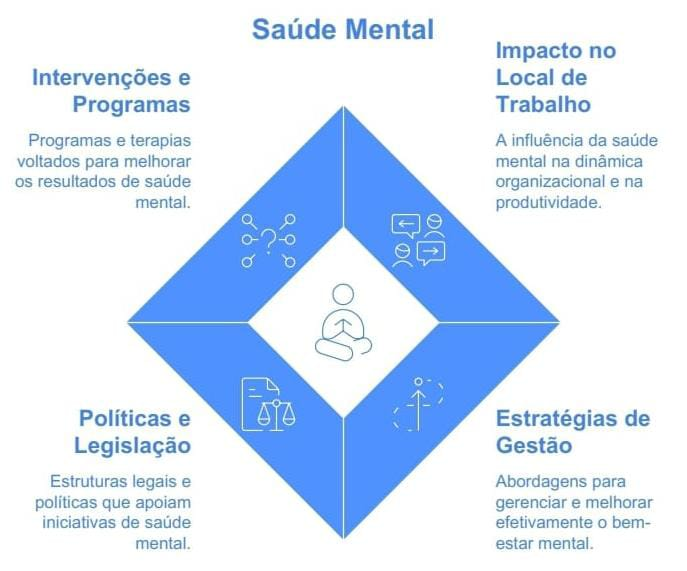 Saúde Mental
Intervenções e
Programas
Programas e terapias
voltados para melhorar
os resultados de saúde
mental.
Impacto no
Local de
Trabalho
A influência da saúde
mental na dinâmica
organizacional e na
produtividade.
Políticas e
Legislação
Estruturas legais e
políticas que apoiam
iniciativas de saúde
mental.
Estratégias de
Gestão
Abordagens para
gerenciar e melhorar
efetivamente o bem-
estar mental.